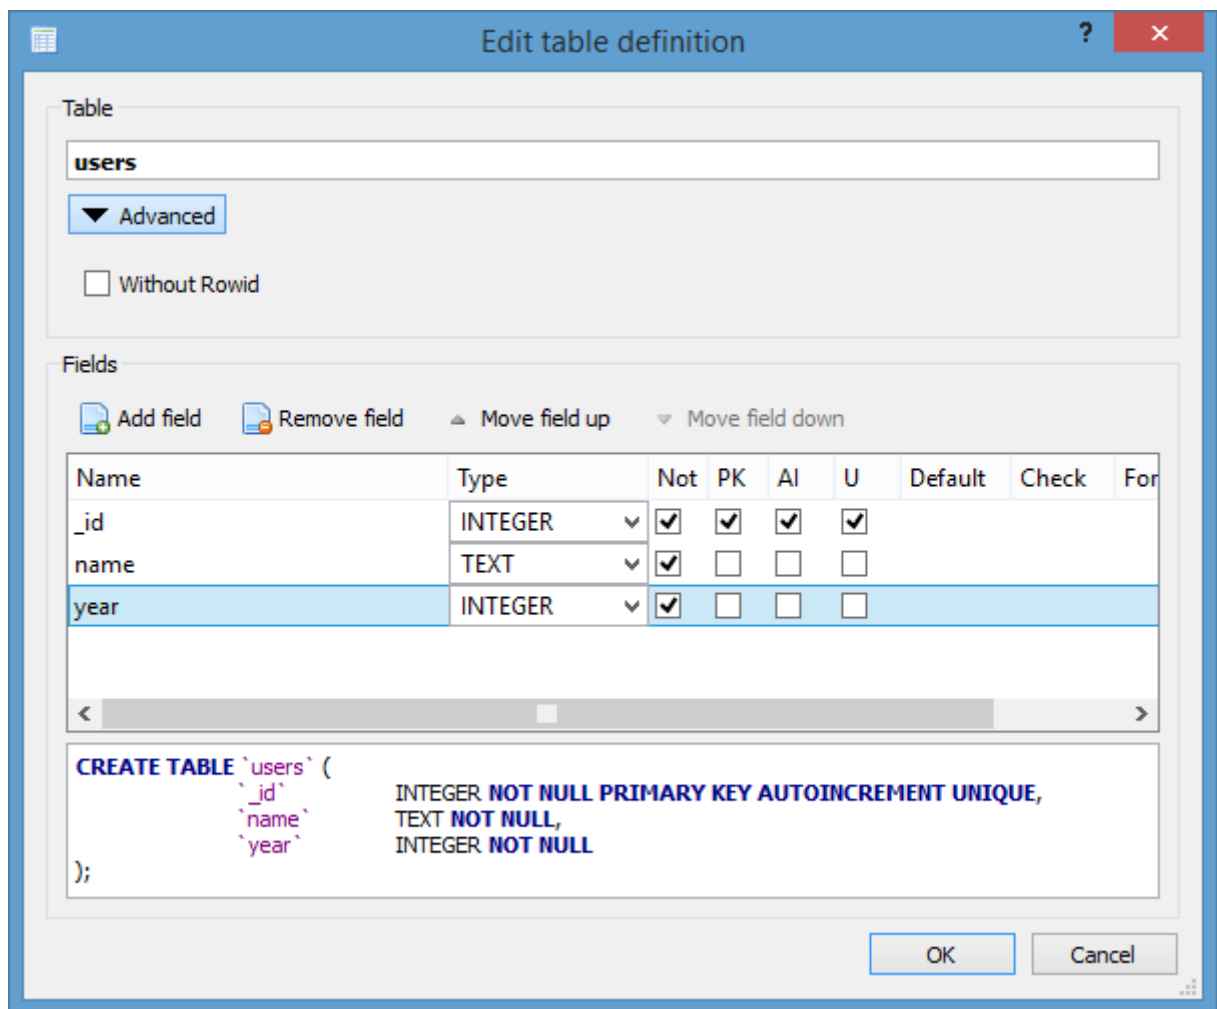 Edit table definition ?
Table
users
Advanced
Without Rowid
Fields
Add field Remove field Move field up Move field down
Name Type Not PK AI U Default Check For
_id INTEGER
name TEXT
year INTEGER
CREATE TABLE `users` (
`_id` INTEGER NOT NULL PRIMARY KEY AUTOINCREMENT UNIQUE,
`name` TEXT NOT NULL,
`year` INTEGER NOT NULL
);
OK Cancel